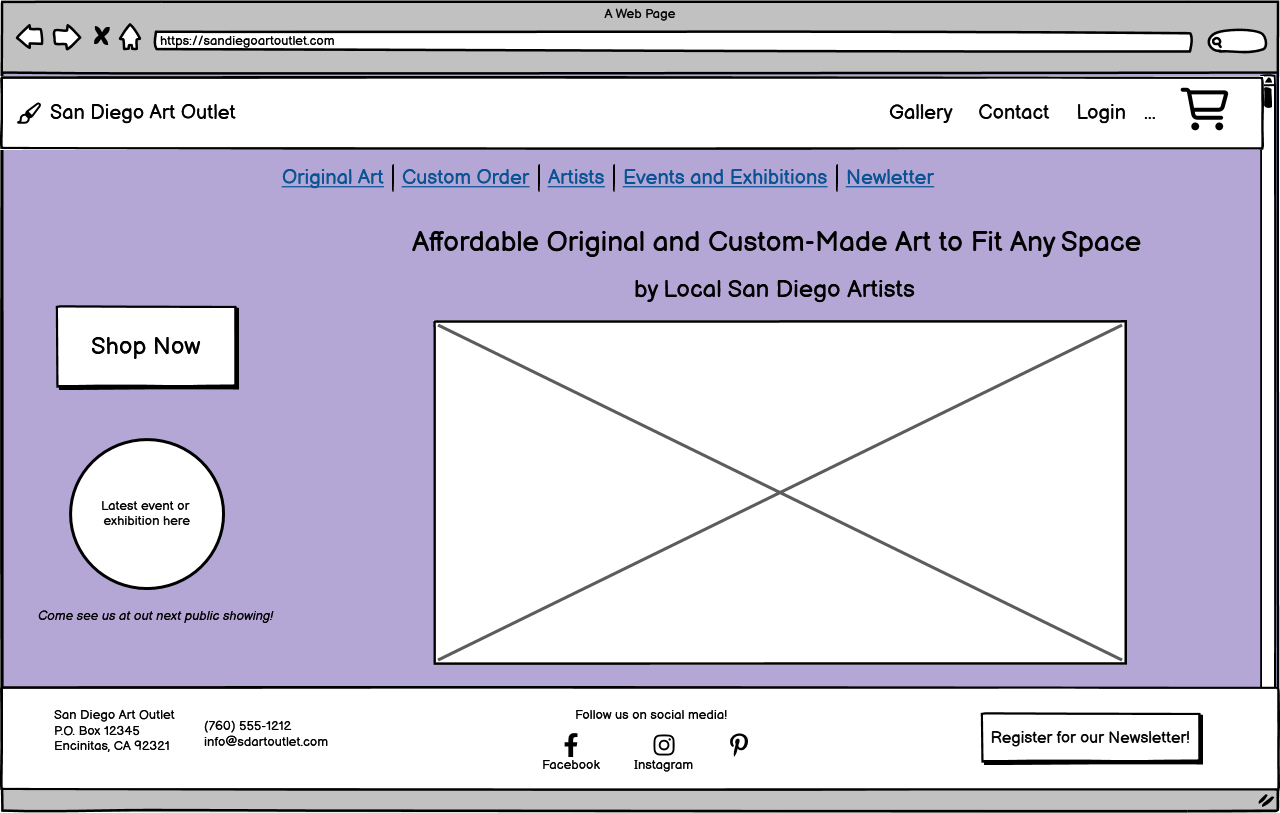 A Web Page
https://sandiegoartoutlet.com
San Diego Art Outlet
Gallery Contact Login ...
Original Art Custom Order Artists Events and Exhibitions Newletter
Affordable Original and Custom-Made Art to Fit Any Space
by Local San Diego Artists
Shop Now
Latest event or
exhibition here
Come see us at out next public showing!
San Diego Art Outlet
P.O. Box 12345
Encinitas, CA 92321
(760) 555-1212
info@sdartoutlet.com
Follow us on social media!
Facebook Instagram
Register for our Newsletter!